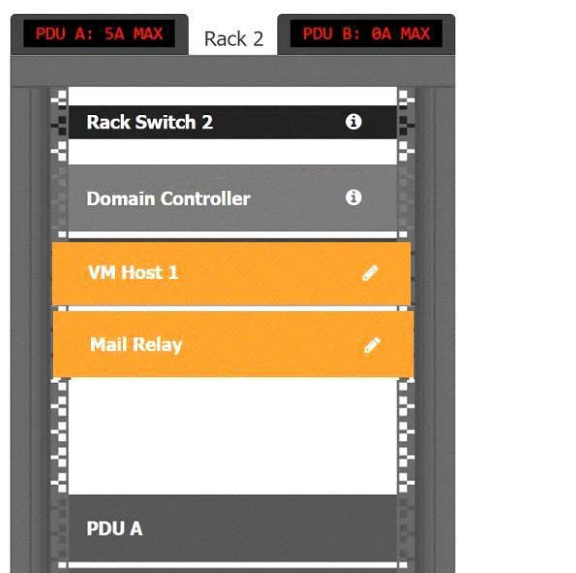 PDU A: 5A MAX
Rack 2
PDU B: 0A MAX
Rack Switch 2
Domain Controller
VM Host 1
Mail Relay
PDU A